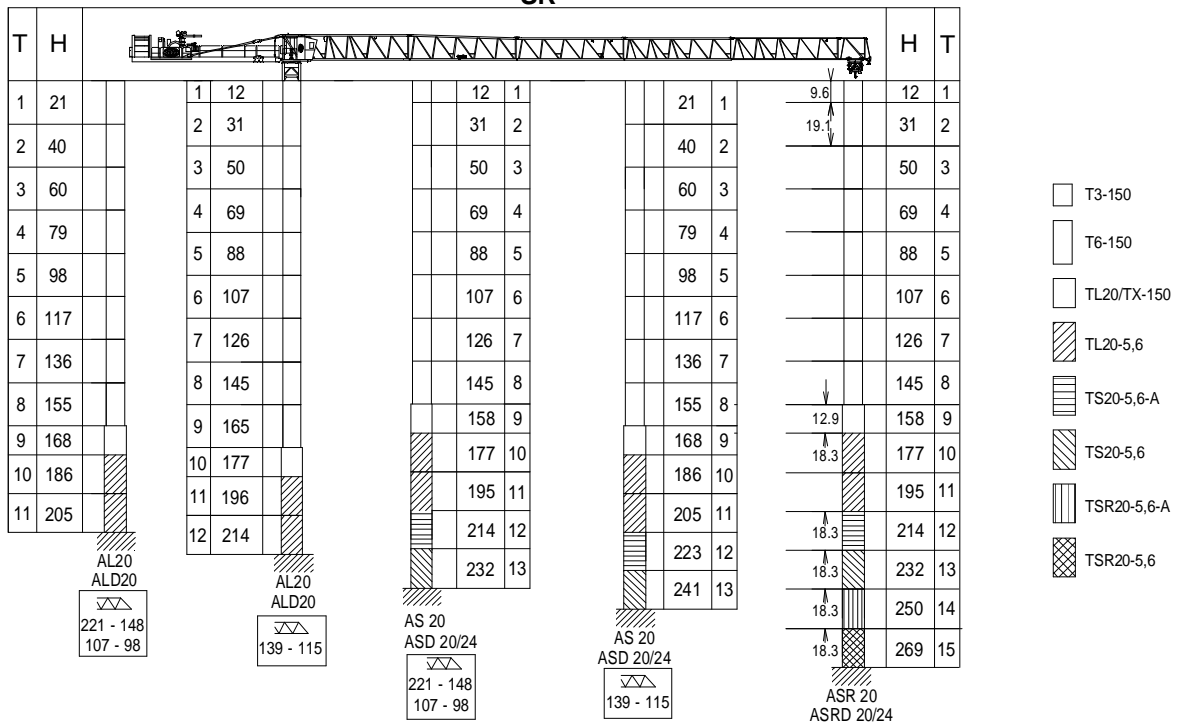 T H
1 21
2 40
3 60
4 79
5 98
6 117
7 136
8 155
9 168
10 186
11 205
AL20
ALD20
221 - 148
107 - 98
1 12
2 31
3 50
4 69
5 88
6 107
7 126
8 145
9 165
10 177
11 196
12 214
AL20
ALD20
139 - 115
12 1
31 2
50 3
69 4
88 5
107 6
126 7
145 8
158 9
177 10
195 11
214 12
232 13
AS 20
ASD 20/24
221 - 148
107 - 98
21 1
40 2
60 3
79 4
98 5
117 6
136 7
155 8
168 9
186 10
205 11
223 12
241 13
AS 20
ASD 20/24
139 - 115
H T
9.6 12 1
19.1 31 2
50 3
69 4
88 5
107 6
126 7
145 8
12.9 158 9
18.3 177 10
195 11
18.3 214 12
18.3 232 13
18.3 250 14
18.3 269 15
ASR 20
ASRD 20/24
T3-150
T6-150
TL20/TX-150
TL20-5,6
TS20-5,6-A
TS20-5,6
TSR20-5,6-A
TSR20-5,6